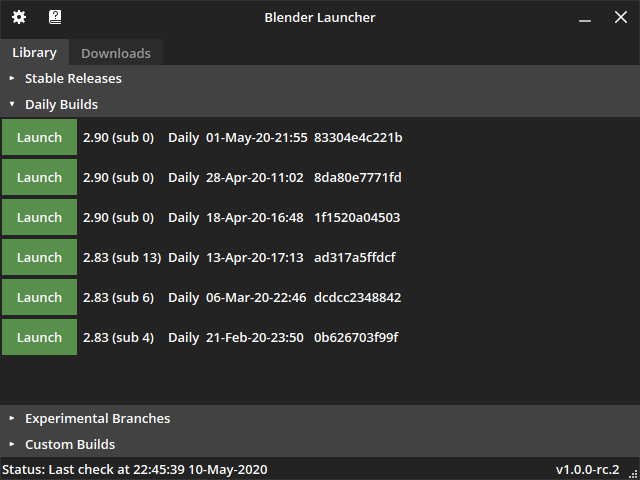 Blender Launcher
Library Downloads
Stable Releases
Daily Builds
Launch 2.90 (sub 0) Daily 01-May-20-21:55 83304e4c221b
Launch 2.90 (sub 0) Daily 28-Apr-20-11:02 8da80e7771fd
Launch 2.90 (sub 0) Daily 18-Apr-20-16:48 1f1520a04503
Launch 2.83 (sub 13) Daily 13-Apr-20-17:13 ad317a5ffdcf
Launch 2.83 (sub 6) Daily 06-Mar-20-22:46 dcdcc2348842
Launch 2.83 (sub 4) Daily 21-Feb-20-23:50 0b626703f99f
Experimental Branches
Custom Builds
Status: Last check at 22:45:39 10-May-2020 v1.0.0-rc.2